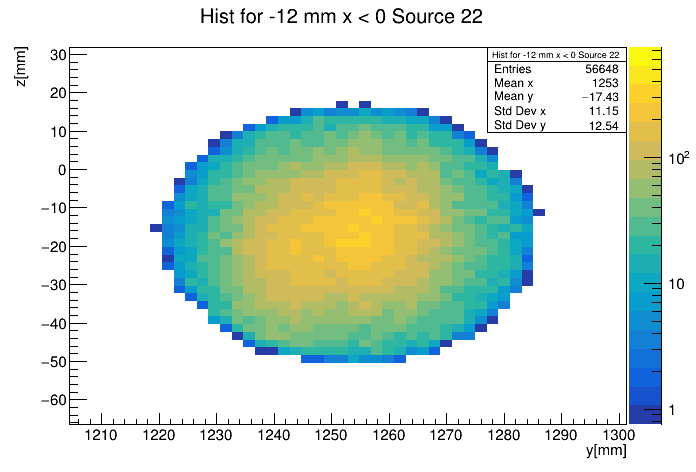 Hist for -12 mm x < 0 Source 22
z[mm]
30
20
10
0
−10
−20
−30
−40
−50
−60
Hist for -12 mm x < 0 Source 22
Entries 56648
Mean x 1253
Mean y −17.43
Std Dev x 11.15
Std Dev y 12.54
10²
10
1
1210 1220 1230 1240 1250 1260 1270 1280 1290 1300
y[mm]